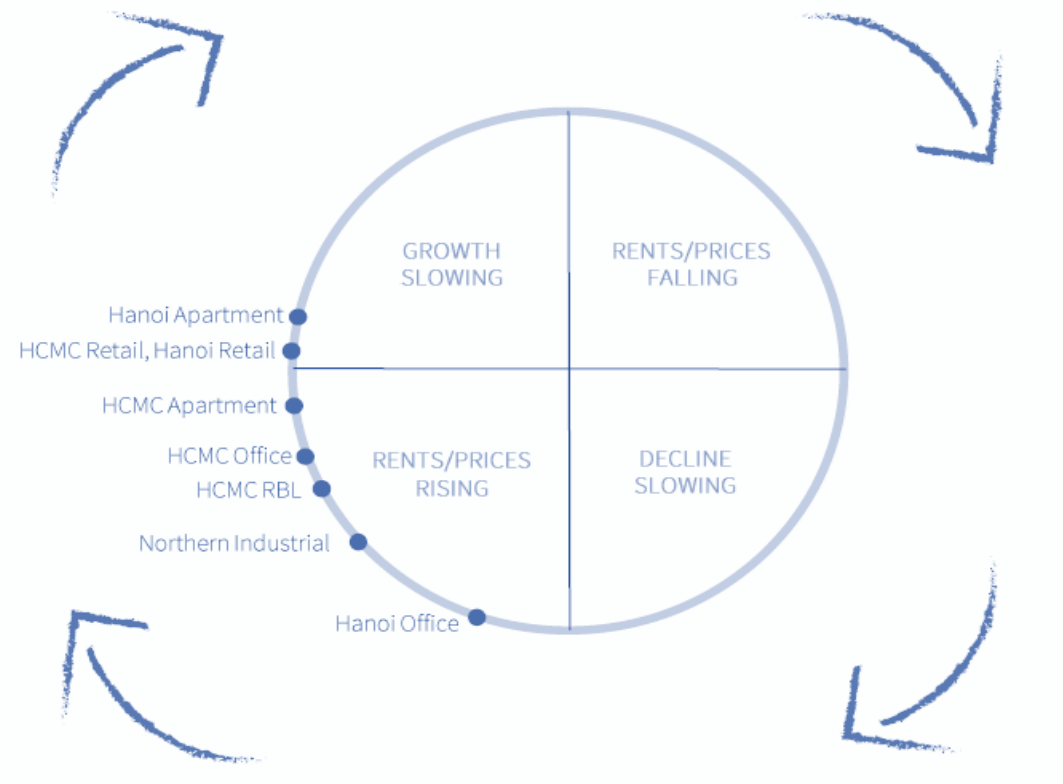 GROWTH
SLOWING
RENTS/PRICES
FALLING
Hanoi Apartment
HCMC Retail, Hanoi Retail
HCMC Apartment
HCMC Office
HCMC RBL
Northern Industrial
Hanoi Office
RENTS/PRICES
RISING
DECLINE
SLOWING